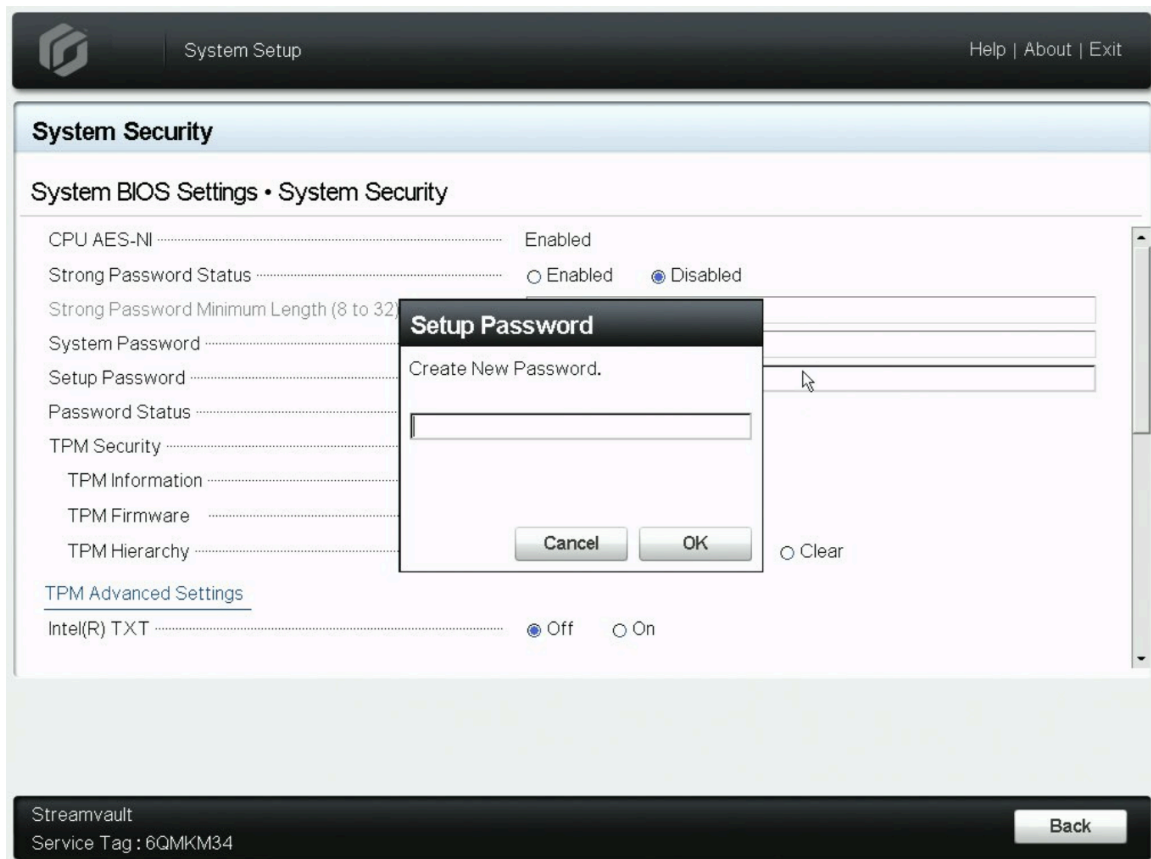 System Setup
Help | About | Exit
System Security
System BIOS Settings • System Security
CPU AES-NI Enabled
Strong Password Status Enabled Disabled
Strong Password Minimum Length (8 to 32)
System Password
Setup Password
Password Status
TPM Security
TPM Information
TPM Firmware
TPM Hierarchy Clear
Setup Password
Create New Password.
Cancel OK
TPM Advanced Settings
Intel(R) TXT Off On
Streamvault
Service Tag : 6QMKM34
Back